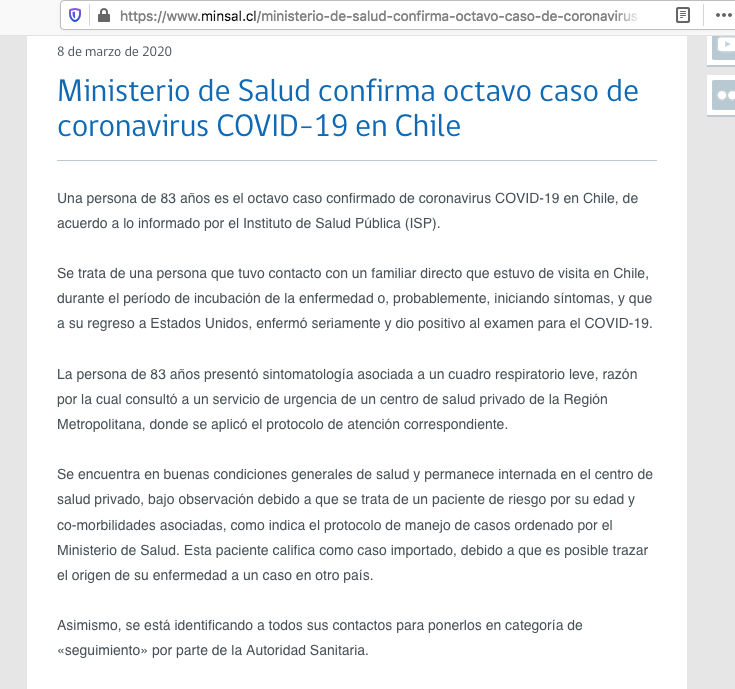 https://www.minsal.cl/ministerio-de-salud-confirma-octavo-caso-de-coronavirus
8 de marzo de 2020
Ministerio de Salud confirma octavo caso de
coronavirus COVID-19 en Chile
Una persona de 83 años es el octavo caso confirmado de coronavirus COVID-19 en Chile, de
acuerdo a lo informado por el Instituto de Salud Pública (ISP).
Se trata de una persona que tuvo contacto con un familiar directo que estuvo de visita en Chile,
durante el período de incubación de la enfermedad o, probablemente, iniciando síntomas, y que
a su regreso a Estados Unidos, enfermó seriamente y dio positivo al examen para el COVID-19.
La persona de 83 años presentó sintomatología asociada a un cuadro respiratorio leve, razón
por la cual consultó a un servicio de urgencia de un centro de salud privado de la Región
Metropolitana, donde se aplicó el protocolo de atención correspondiente.
Se encuentra en buenas condiciones generales de salud y permanece internada en el centro de
salud privado, bajo observación debido a que se trata de un paciente de riesgo por su edad y
co-morbilidades asociadas, como indica el protocolo de manejo de casos ordenado por el
Ministerio de Salud. Esta paciente califica como caso importado, debido a que es posible trazar
el origen de su enfermedad a un caso en otro país.
Asimismo, se está identificando a todos sus contactos para ponerlos en categoría de
«seguimiento» por parte de la Autoridad Sanitaria.